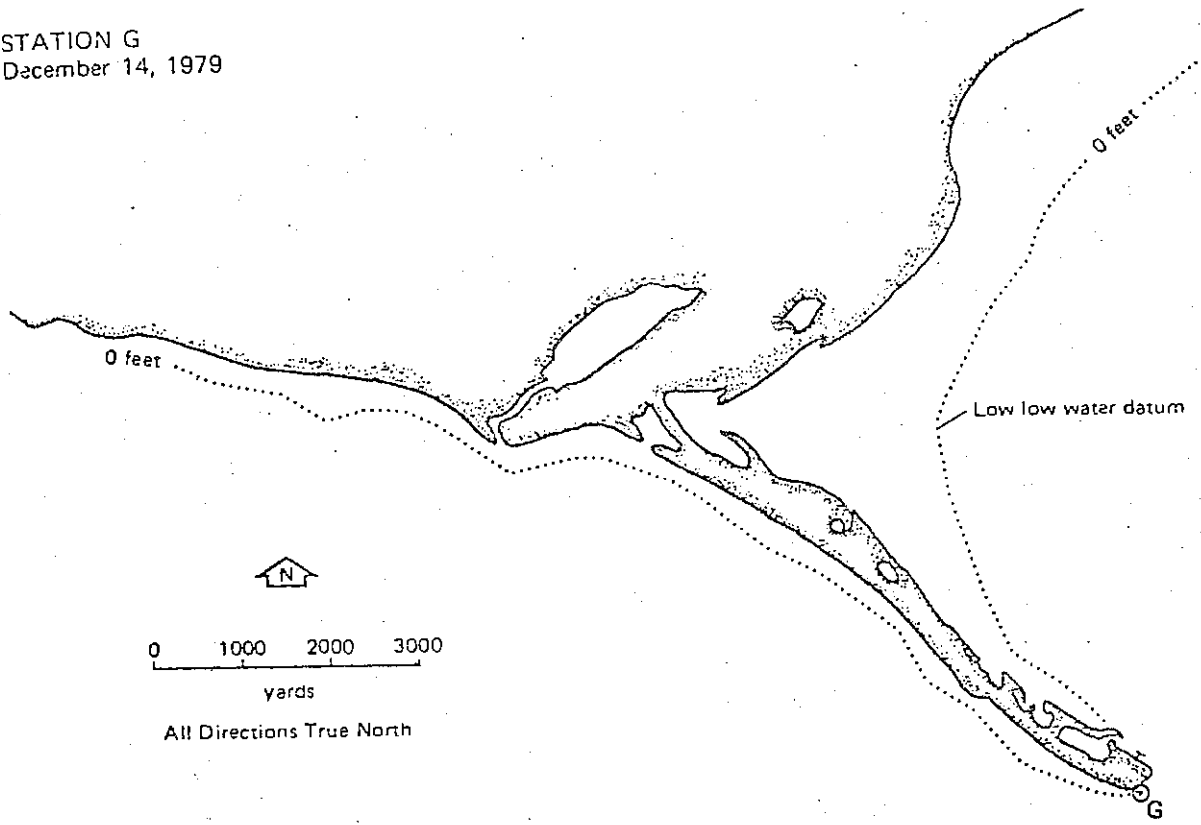 STATION G
December 14, 1979
0 feet
0 feet
Low low water datum
N
0 1000 2000 3000
yards
All Directions True North
G